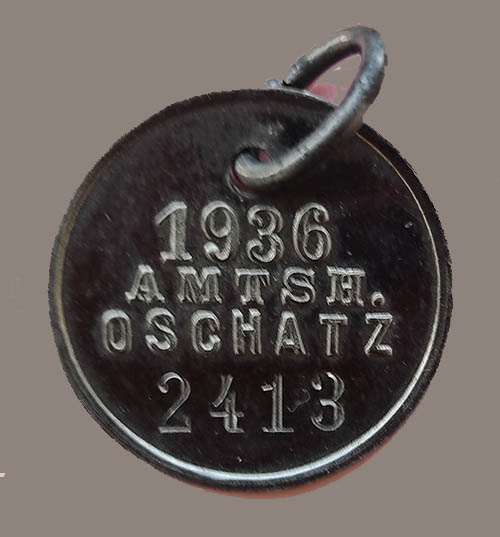 1936
AMTSH.
OSCHATZ
2413